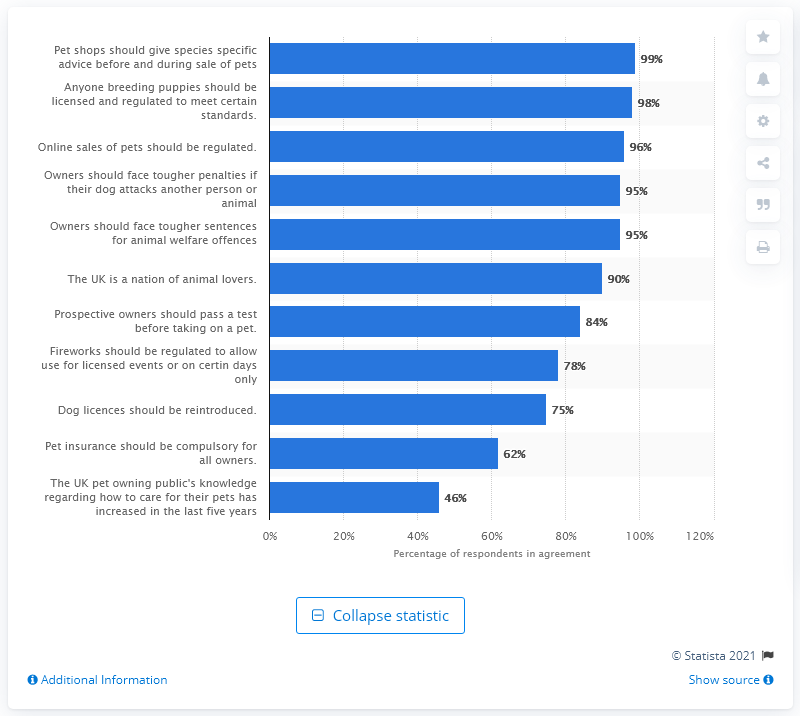 Pet shops should give species specific
advice before and during sale of pets
99%
Anyone breeding puppies should be
licensed and regulated to meet certain
standards.
98%
Online sales of pets should be regulated.
96%
Owners should face tougher penalties if
their dog attacks another person or
animal
95%
Owners should face tougher sentences
for animal welfare offences
95%
The UK is a nation of animal lovers.
90%
Prospective owners should pass a test
before taking on a pet.
84%
Fireworks should be regulated to allow
use for licensed events or on certin days
only
78%
Dog licences should be reintroduced.
75%
Pet insurance should be compulsory for
all owners.
62%
The UK pet owning public's knowledge
regarding how to care for their pets has
increased in the last five years
46%
0% 20% 40% 60% 80% 100% 120%
Percentage of respondents in agreement
Collapse statistic
© Statista 2021
Additional Information
Show source